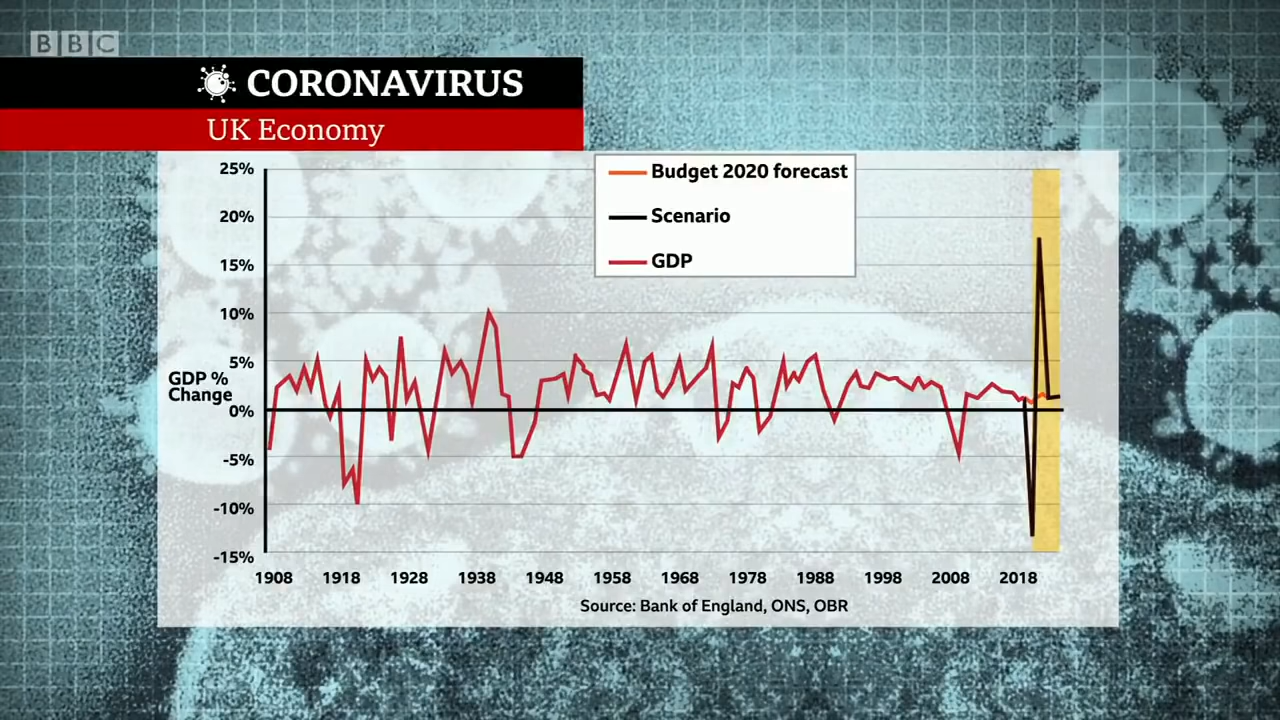 BBC
CORONAVIRUS
UK Economy
Budget 2020 forecast
Scenario
GDP
25%
20%
15%
10%
5%
0%
-5%
-10%
-15%
GDP %
Change
1908 1918 1928 1938 1948 1958 1968 1978 1988 1998 2008 2018
Source: Bank of England, ONS, OBR